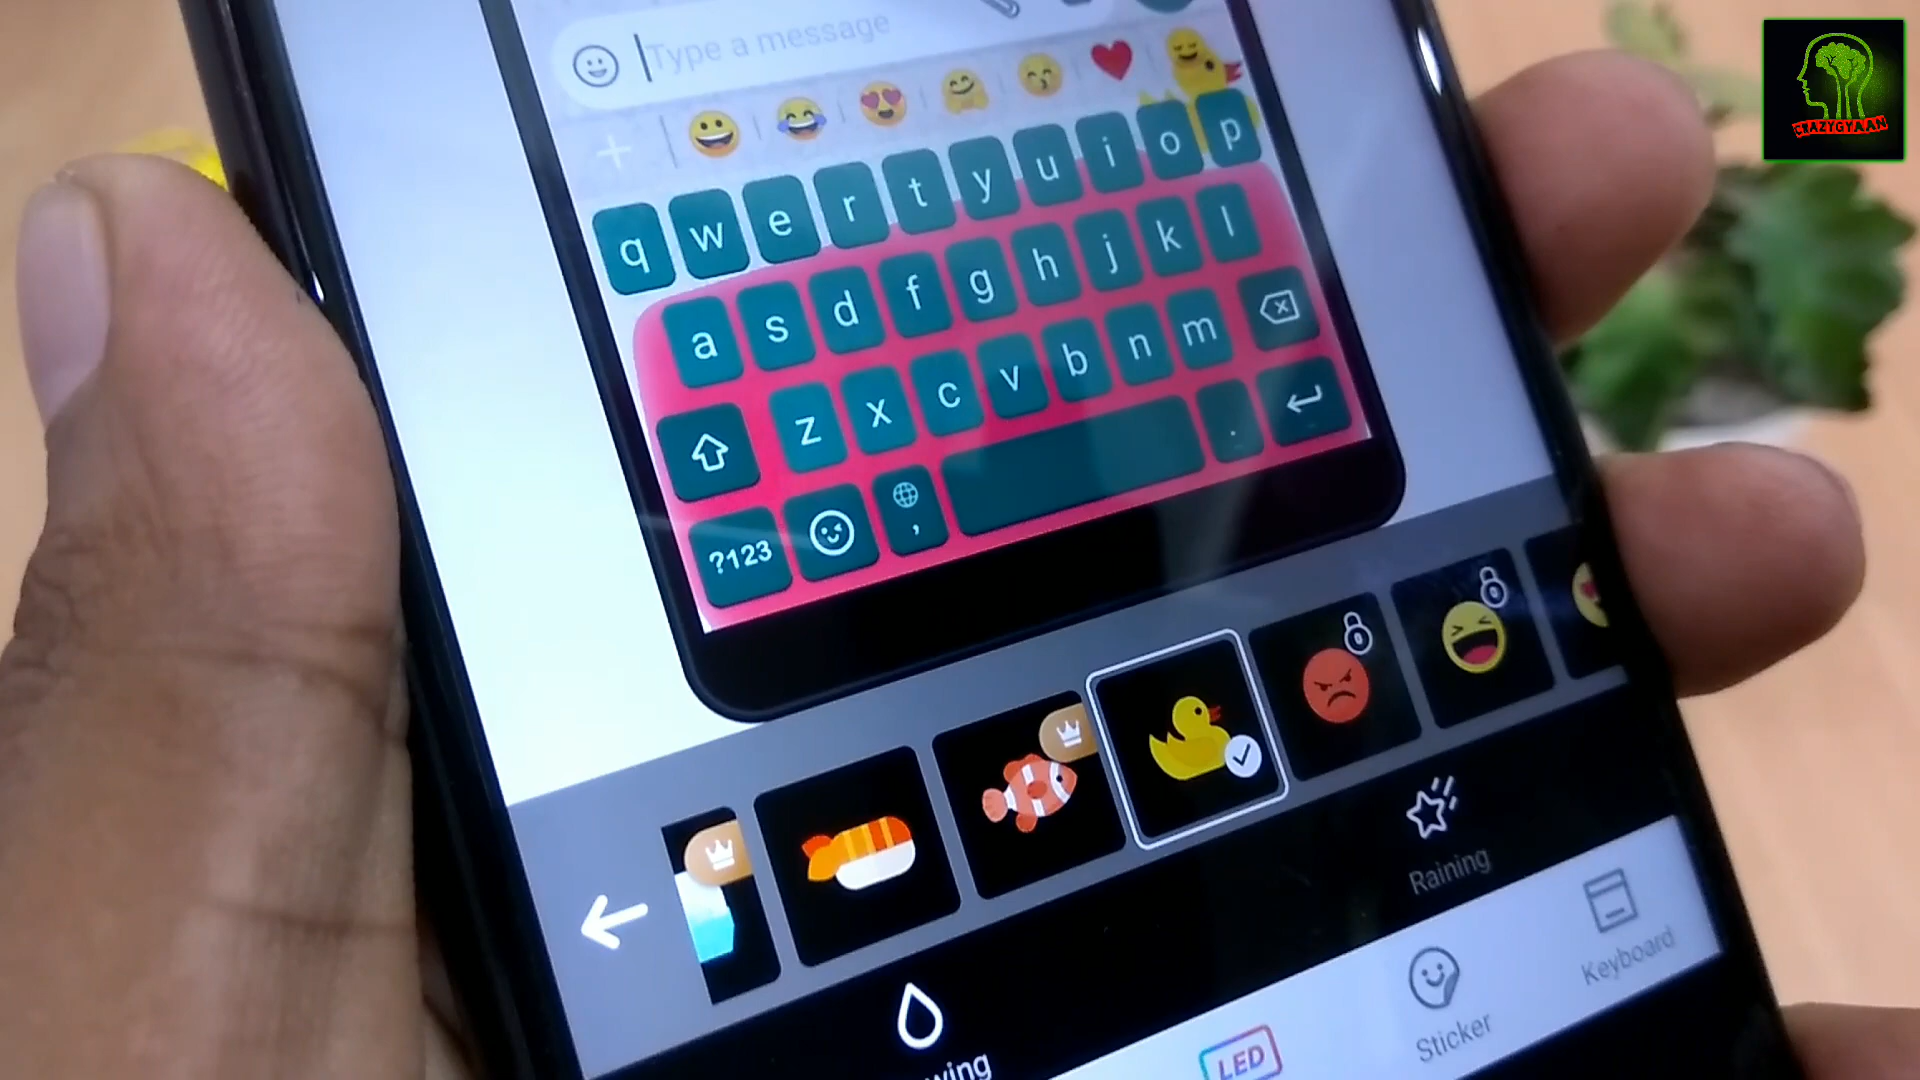 Type a message
CRAZYGYAAN
q w e r t y u i o p
a s d f g h j k l
z x c v b n m
?123 , .
Raining
Keyboard
Sticker
LED